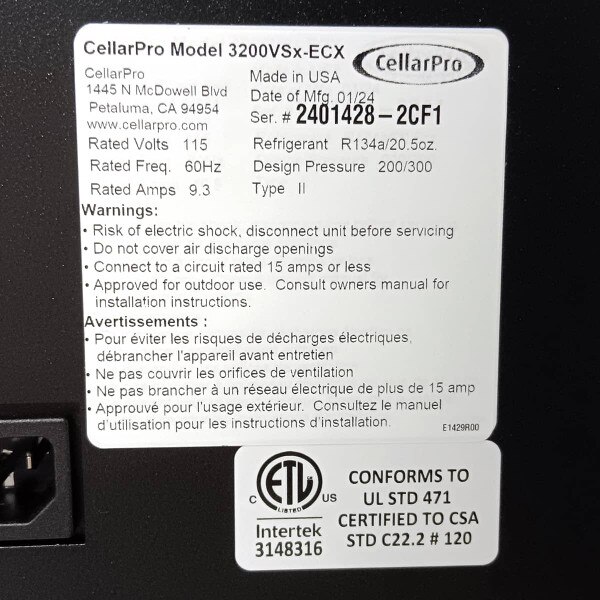 CellarPro Model 3200VSx-ECX
CellarPro
CellarPro
1445 N McDowell Blvd
Petaluma, CA 94954
www.cellarpro.com
Made in USA
Date of Mfg. 01/24
Ser. # 2401428-2CF1
Rated Volts 115
Refrigerant R134a/20.5oz.
Rated Freq. 60Hz
Design Pressure 200/300
Rated Amps 9.3
Type II
Warnings:
• Risk of electric shock, disconnect unit before servicing
• Do not cover air discharge openings
• Connect to a circuit rated 15 amps or less
• Approved for outdoor use. Consult owners manual for
installation instructions.
Avertissements :
• Pour éviter les risques de décharges électriques,
débrancher l'appareil avant entretien
• Ne pas couvrir les orifices de ventilation
• Ne pas brancher à un réseau électrique de plus de 15 amp
• Approuvé pour l'usage extérieur. Consultez le manuel
d'utilisation pour les instructions d'installation.
E1429R00
C ETL US
LISTED
Intertek
3148316
CONFORMS TO
UL STD 471
CERTIFIED TO CSA
STD C22.2 # 120